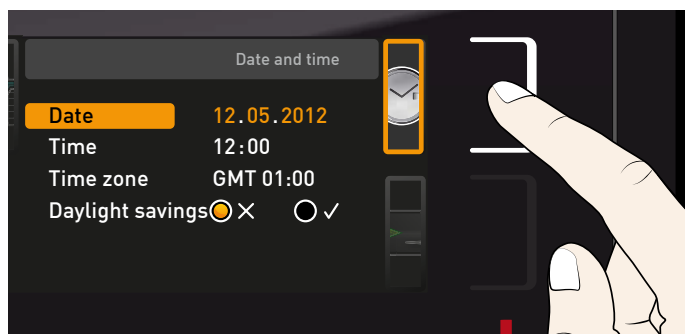 Date and time
Date 12.05.2012
Time 12:00
Time zone GMT 01:00
Daylight savings